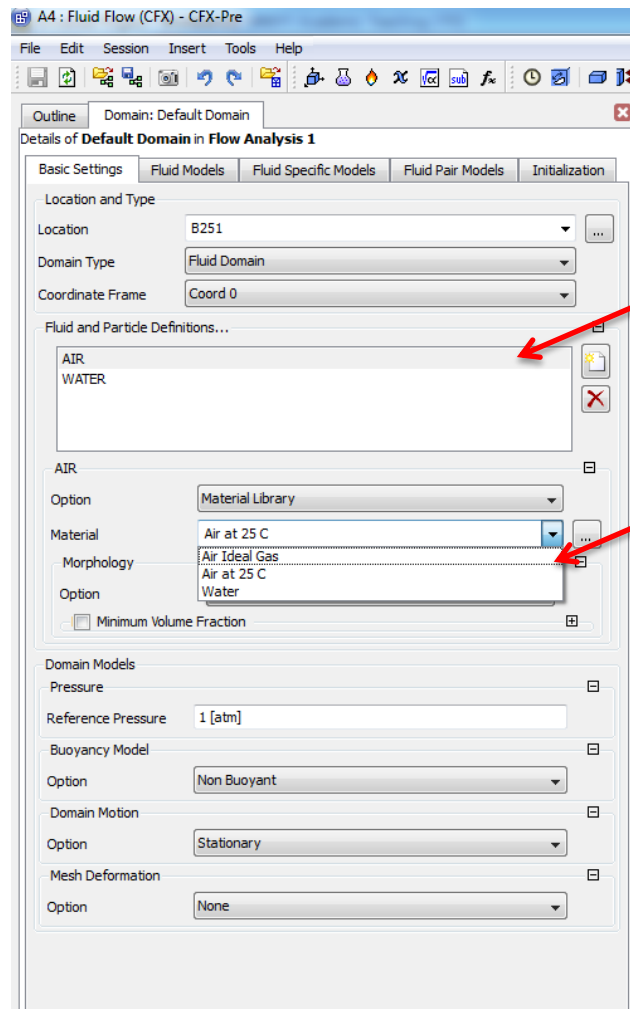 A4 : Fluid Flow (CFX) - CFX-Pre
File Edit Session Insert Tools Help
Outline Domain: Default Domain
Details of Default Domain in Flow Analysis 1
Basic Settings Fluid Models Fluid Specific Models Fluid Pair Models Initialization
Location and Type
Location B251 ...
Domain Type Fluid Domain
Coordinate Frame Coord 0
Fluid and Particle Definitions...
AIR
WATER
AIR
Option Material Library
Material Air at 25 C ...
Air Ideal Gas
Morphology
Air at 25 C
Option Water
Minimum Volume Fraction
Domain Models
Pressure
Reference Pressure 1 [atm]
Buoyancy Model
Option Non Buoyant
Domain Motion
Option Stationary
Mesh Deformation
Option None